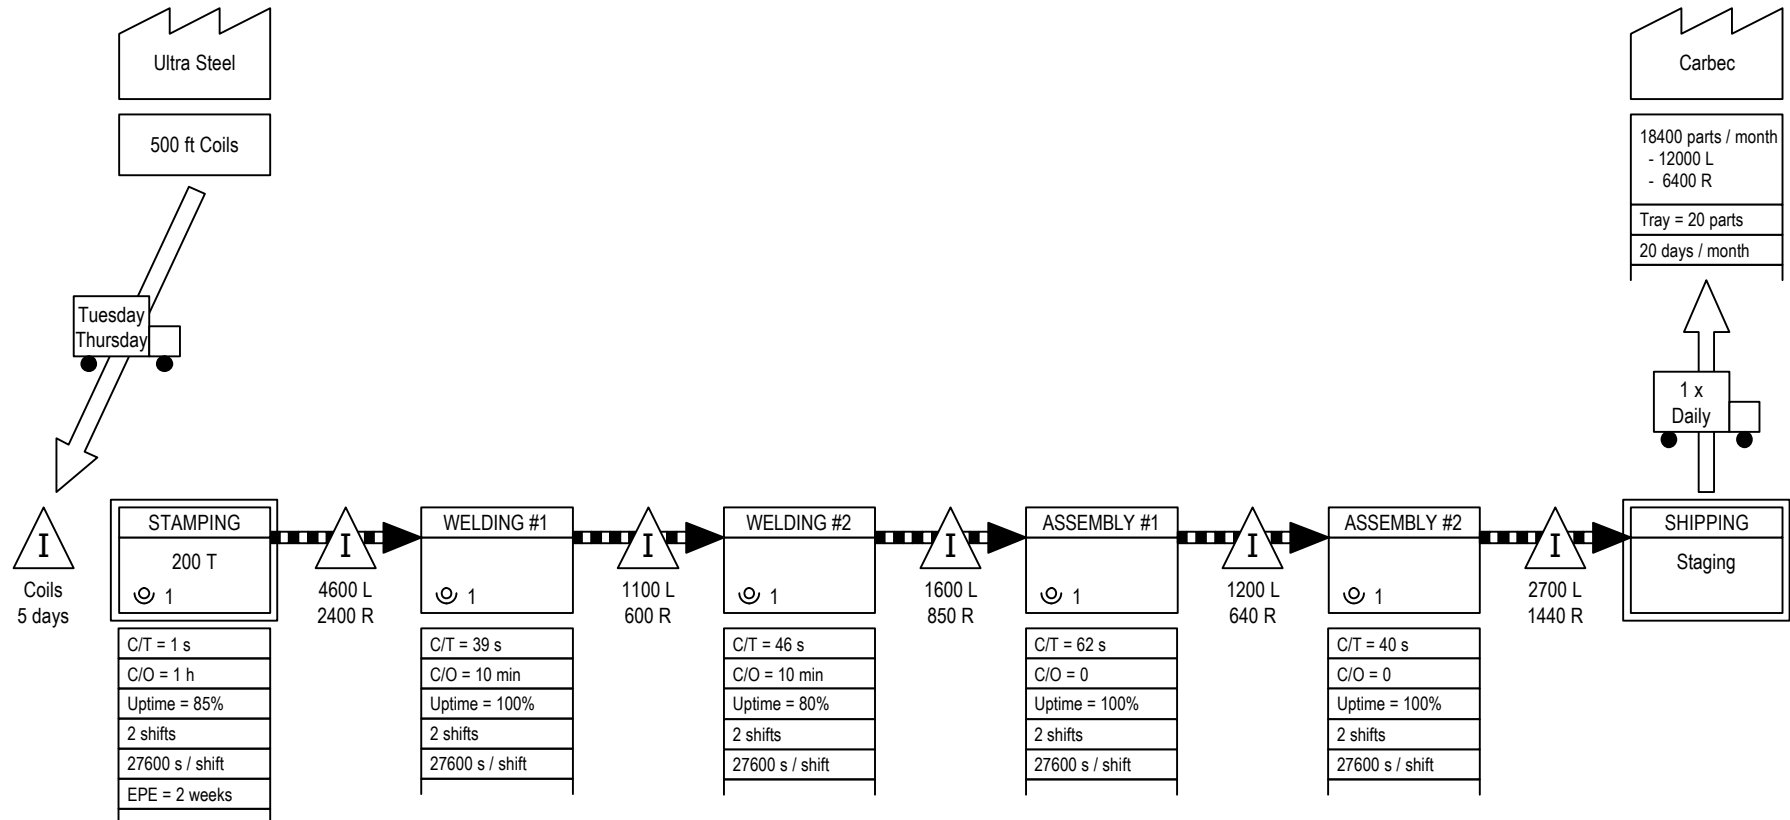 Ultra Steel
500 ft Coils
Tuesday
Thursday
Carbec
18400 parts / month
- 12000 L
- 6400 R
Tray = 20 parts
20 days / month
1 x
Daily
I
Coils
5 days
STAMPING
200 T
1
C/T = 1 s
C/O = 1 h
Uptime = 85%
2 shifts
27600 s / shift
EPE = 2 weeks
I
4600 L
2400 R
WELDING #1
1
C/T = 39 s
C/O = 10 min
Uptime = 100%
2 shifts
27600 s / shift
I
1100 L
600 R
WELDING #2
1
C/T = 46 s
C/O = 10 min
Uptime = 80%
2 shifts
27600 s / shift
I
1600 L
850 R
ASSEMBLY #1
1
C/T = 62 s
C/O = 0
Uptime = 100%
2 shifts
27600 s / shift
I
1200 L
640 R
ASSEMBLY #2
1
C/T = 40 s
C/O = 0
Uptime = 100%
2 shifts
27600 s / shift
I
2700 L
1440 R
SHIPPING
Staging